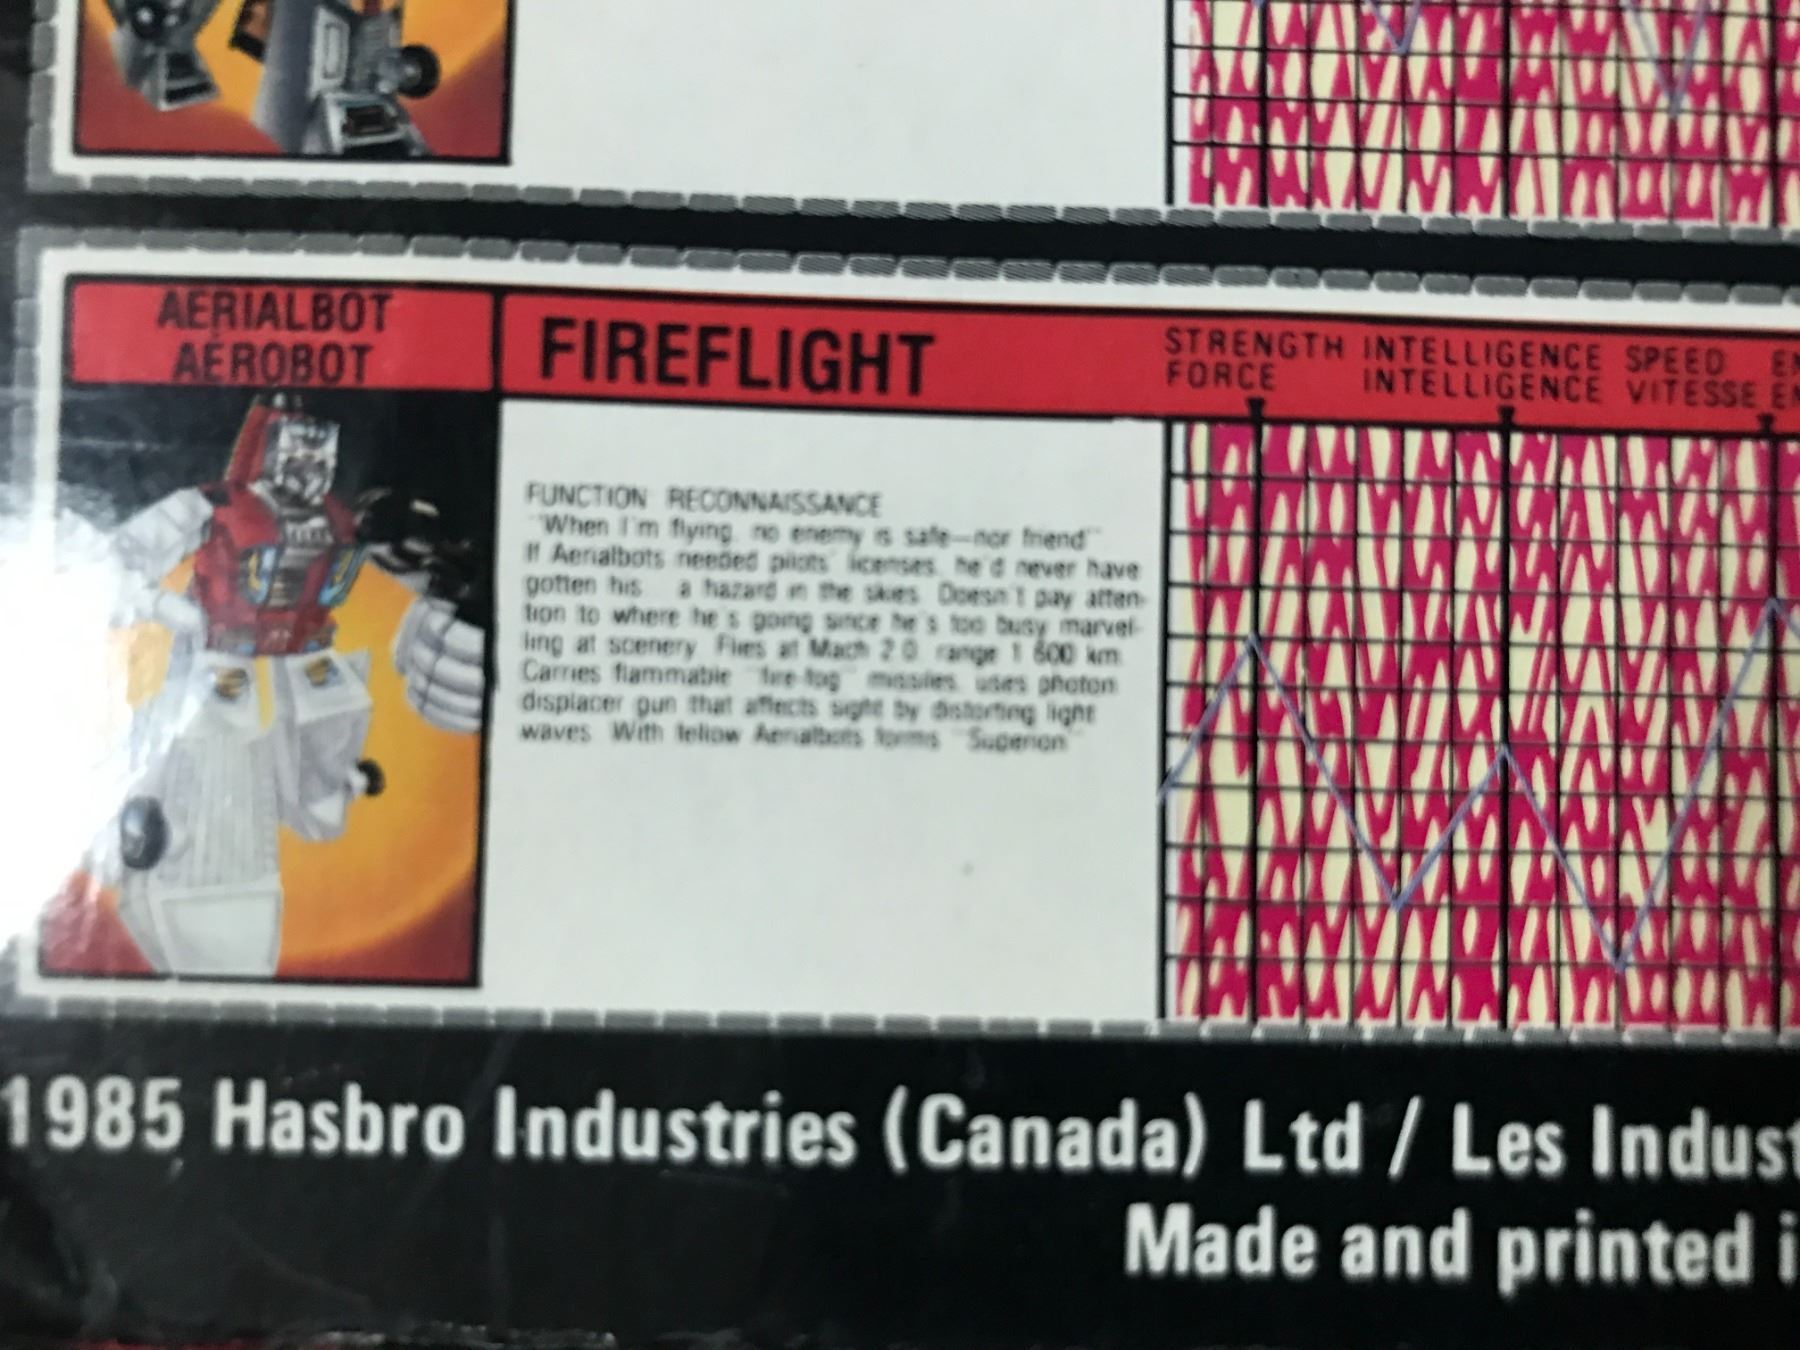 AERIALBOT
AÉROBOT
FIREFLIGHT
STRENGTH INTELLIGENCE SPEED
FORCE INTELLIGENCE VITESSE
FUNCTION RECONNAISSANCE
"When I'm flying, no enemy is safe—nor friend"
If Aerialbots needed pilots' licenses, he'd never have
gotten his... a hazard in the skies. Doesn't pay atten-
tion to where he's going since he's too busy marvel-
ling at scenery. Flies at Mach 2.0, range 1 600 km.
Carries flammable "fire-fog" missiles, uses photon
displacer gun that affects sight by distorting light
waves. With fellow Aerialbots forms "Superion"
1985 Hasbro Industries (Canada) Ltd / Les Indust
Made and printed i